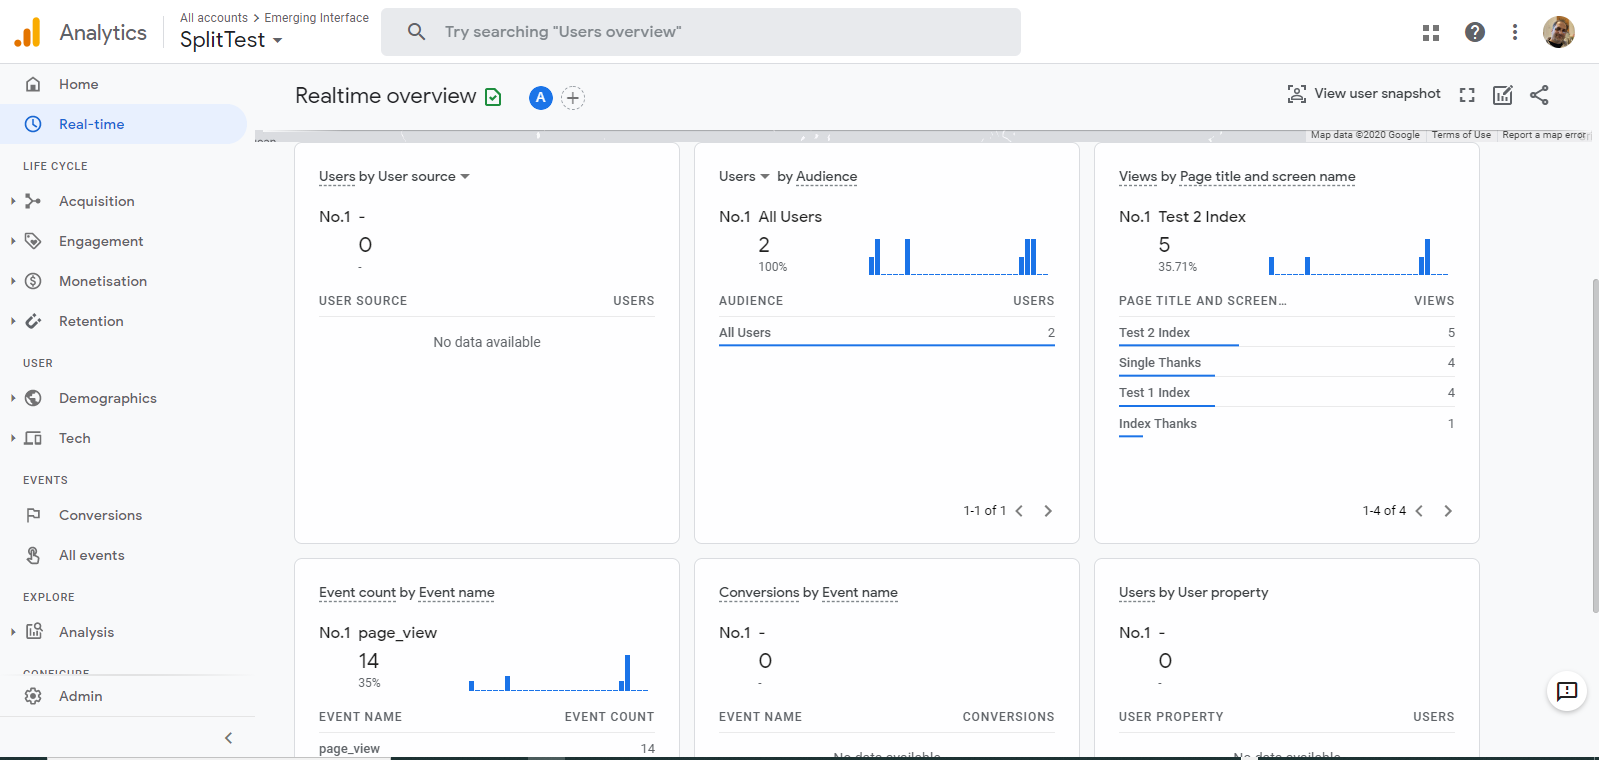 Analytics
All accounts > Emerging Interface
SplitTest
Try searching "Users overview"
Home
Real-time
LIFE CYCLE
Acquisition
Engagement
Monetisation
Retention
USER
Demographics
Tech
EVENTS
Conversions
All events
EXPLORE
Analysis
CONFIGURE
Admin
Realtime overview
A
View user snapshot
Map data ©2020 Google
Terms of Use
Report a map error
Users by User source
No.1 -
0
-
USER SOURCE USERS
No data available
Users by Audience
No.1 All Users
2
100%
AUDIENCE USERS
All Users 2
1-1 of 1
Views by Page title and screen name
No.1 Test 2 Index
5
35.71%
PAGE TITLE AND SCREEN... VIEWS
Test 2 Index 5
Single Thanks 4
Test 1 Index 4
Index Thanks 1
1-4 of 4
Event count by Event name
No.1 page_view
14
35%
EVENT NAME EVENT COUNT
page_view 14
Conversions by Event name
No.1 -
0
-
EVENT NAME CONVERSIONS
No data available
Users by User property
No.1 -
0
-
USER PROPERTY USERS
No data available